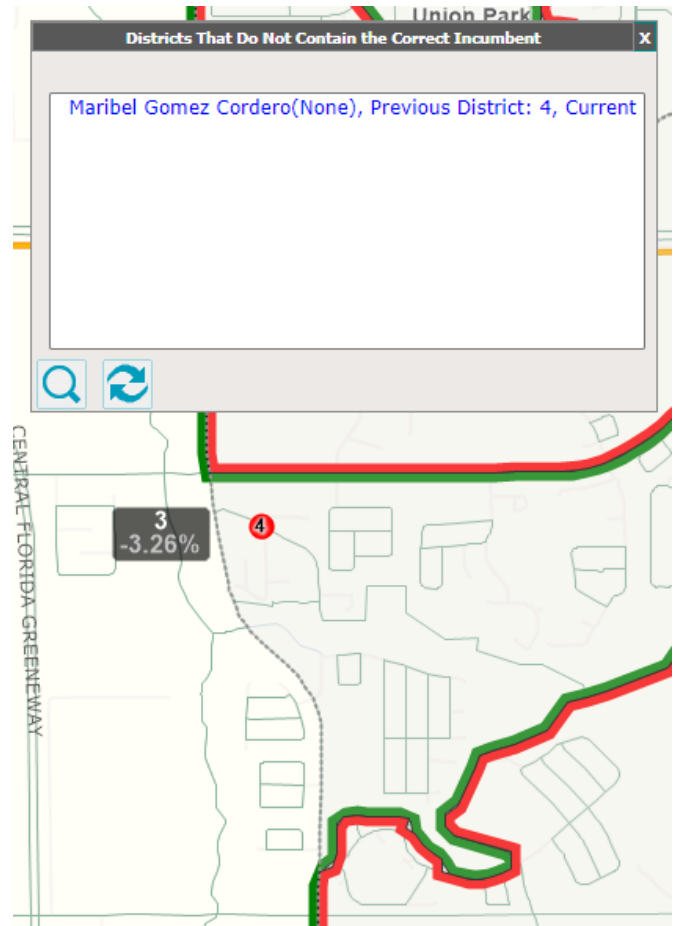 Union Park
Districts That Do Not Contain the Correct Incumbent
X
Maribel Gomez Cordero(None), Previous District: 4, Current
CENTRAL FLORIDA GREENEWAY
3
-3.26%
4